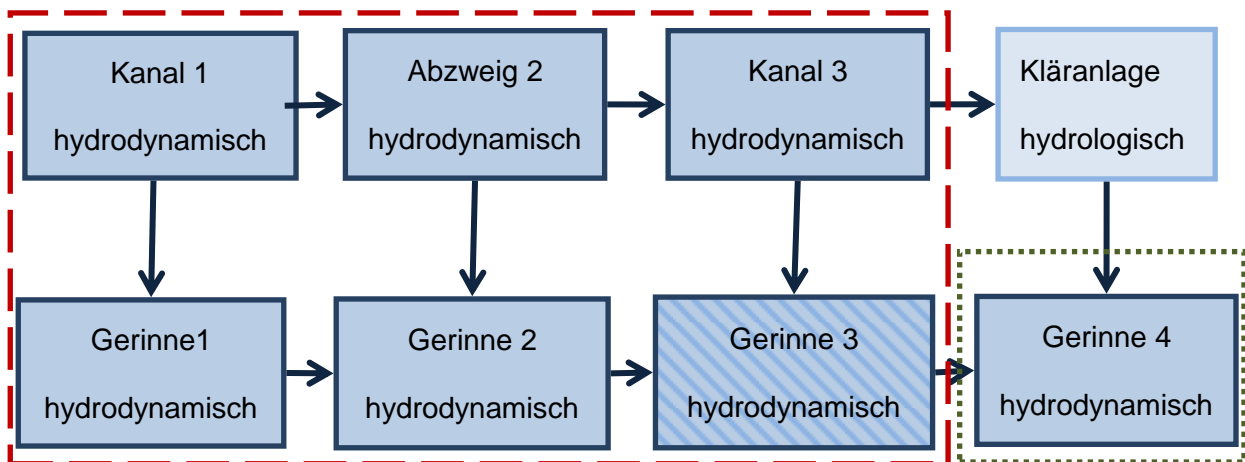 Kanal 1
hydrodynamisch
Abzweig 2
hydrodynamisch
Kanal 3
hydrodynamisch
Kläranlage
hydrologisch
Gerinne1
hydrodynamisch
Gerinne 2
hydrodynamisch
Gerinne 3
hydrodynamisch
Gerinne 4
hydrodynamisch